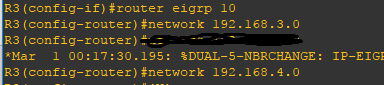 R3(config-if)#router eigrp 10
R3(config-router)#network 192.168.3.0
R3(config-router)#
*Mar 1 00:17:30.195: %DUAL-5-NBRCHANGE: IP-EIG
R3(config-router)#network 192.168.4.0